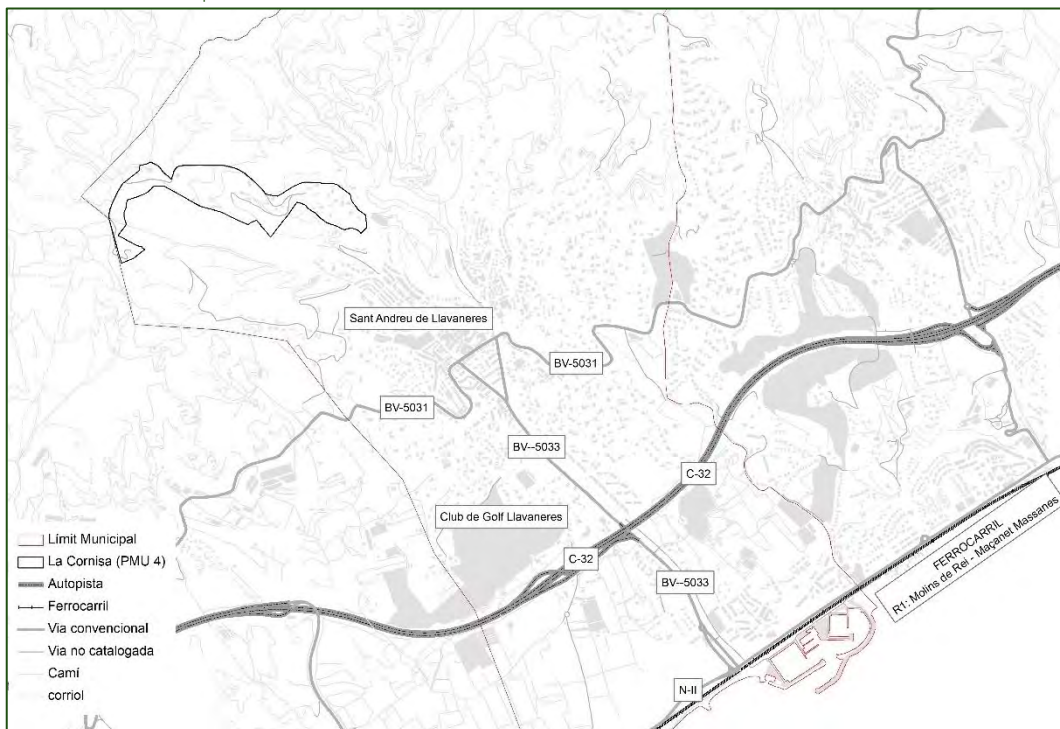 Sant Andreu de Llavaneres
BV-5031
BV-5031
BV--5033
C-32
Club de Golf Llavaneres
C-32
BV--5033
FERROCARRIL
R1: Molins de Rei - Maçanet Massanes
N-II
Límit Municipal
La Cornisa (PMU 4)
Autopista
Ferrocarril
Via convencional
Via no catalogada
Camí
corriol